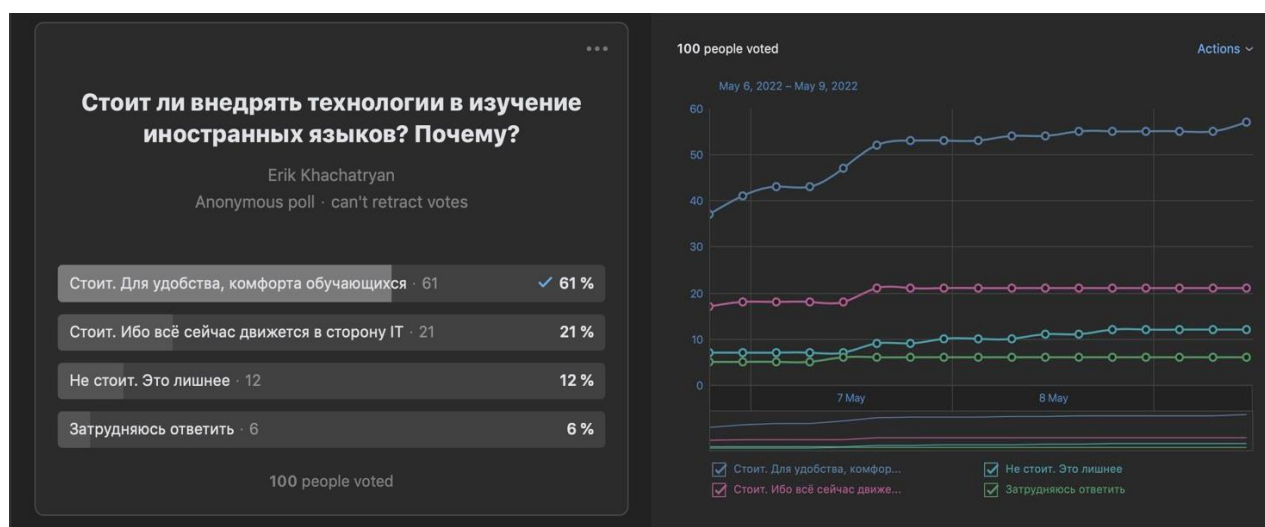 Стоит ли внедрять технологии в изучение
иностранных языков? Почему?
Erik Khachatryan
Anonymous poll · can't retract votes
Стоит. Для удобства, комфорта обучающихся · 61 61 %
Стоит. Ибо всё сейчас движется в сторону IT · 21 21 %
Не стоит. Это лишнее · 12 12 %
Затрудняюсь ответить · 6 6 %
100 people voted
100 people voted Actions
May 6, 2022 – May 9, 2022
60
50
40
30
20
10
0
7 May 8 May
Стоит. Для удобства, комфор... Не стоит. Это лишнее
Стоит. Ибо всё сейчас движе... Затрудняюсь ответить